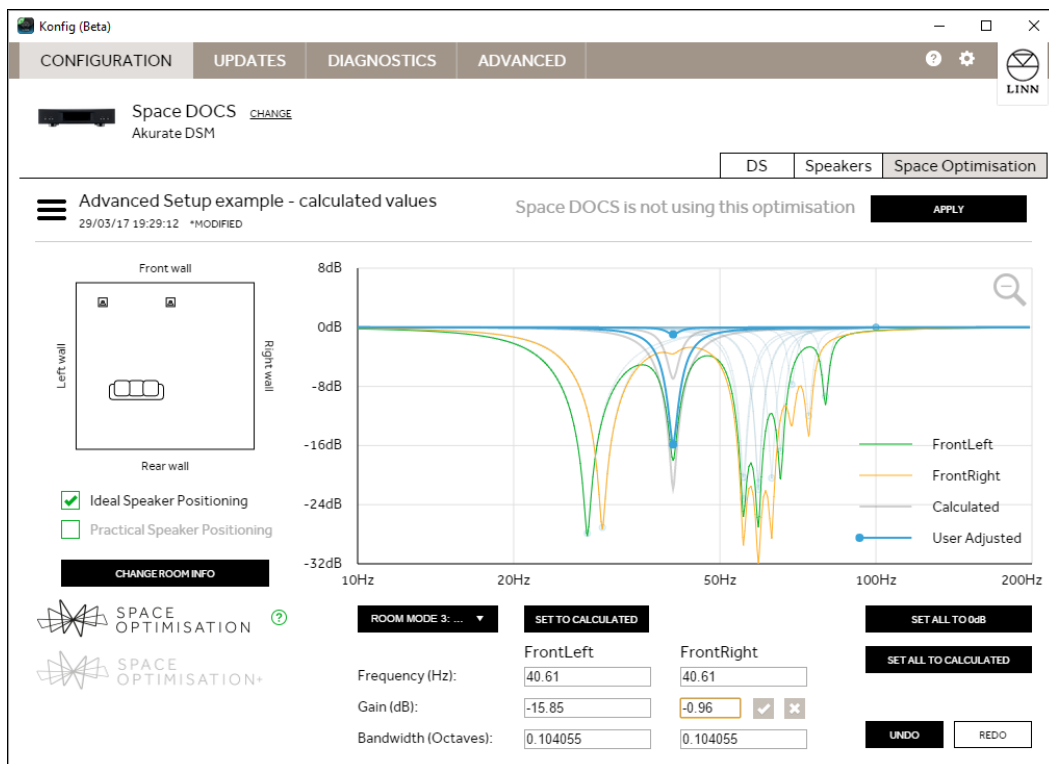 Konfig (Beta)
CONFIGURATION UPDATES DIAGNOSTICS ADVANCED
?
LINN
Space DOCS CHANGE
Akurate DSM
DS Speakers Space Optimisation
Advanced Setup example - calculated values
29/03/17 19:29:12 *MODIFIED
Space DOCS is not using this optimisation
APPLY
Front wall
Left wall
Right wall
Rear wall
Ideal Speaker Positioning
Practical Speaker Positioning
CHANGE ROOM INFO
SPACE
OPTIMISATION
?
SPACE
OPTIMISATION+
8dB
0dB
-8dB
-16dB
-24dB
-32dB
10Hz 20Hz 50Hz 100Hz 200Hz
FrontLeft
FrontRight
Calculated
User Adjusted
ROOM MODE 3: ... SET TO CALCULATED
FrontLeft FrontRight
Frequency (Hz): 40.61 40.61
Gain (dB): -15.85 -0.96
Bandwidth (Octaves): 0.104055 0.104055
SET ALL TO 0dB
SET ALL TO CALCULATED
UNDO REDO